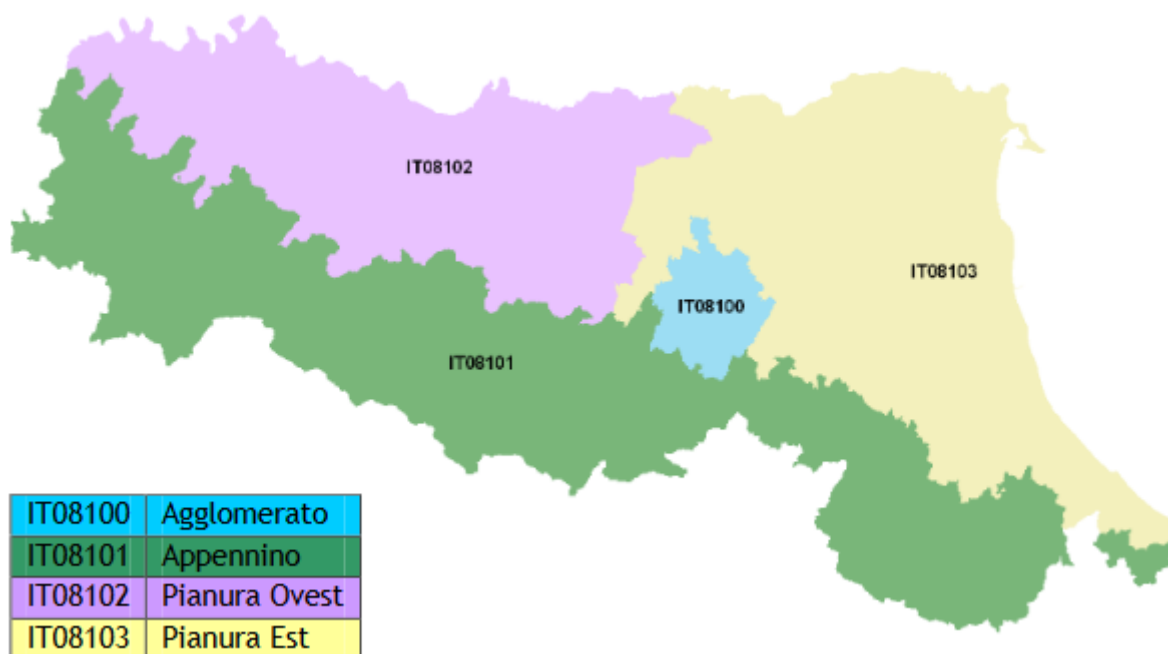 IT08102
IT08103
IT08100
IT08101
IT08100 Agglomerato
IT08101 Appennino
IT08102 Pianura Ovest
IT08103 Pianura Est